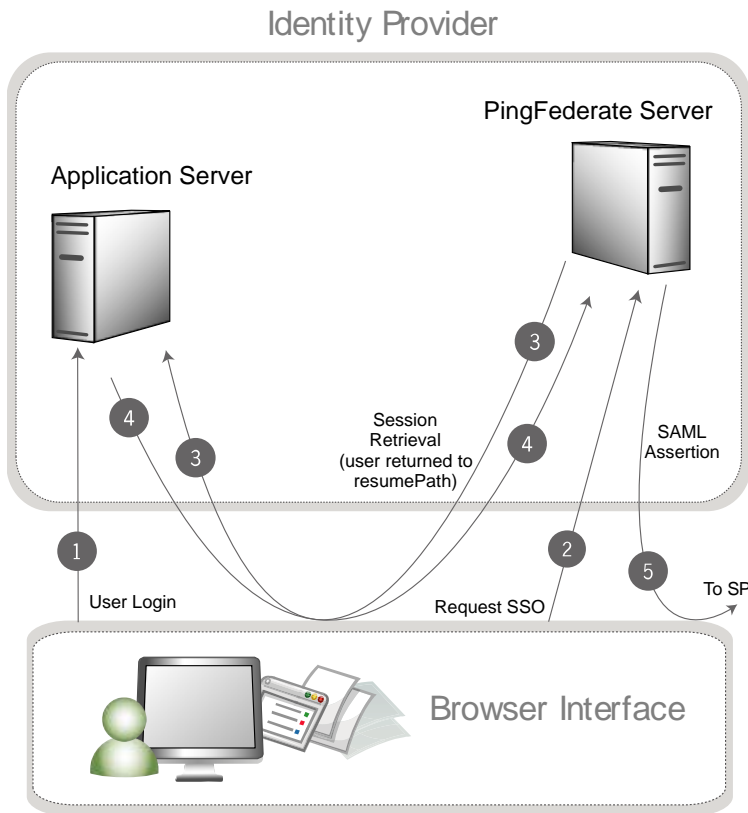 Identity Provider
PingFederate Server
Application Server
3
4
Session
Retrieval
(user returned to
resumePath)
4
SAML
Assertion
3
1
2
5
To SP
User Login
Request SSO
Browser Interface